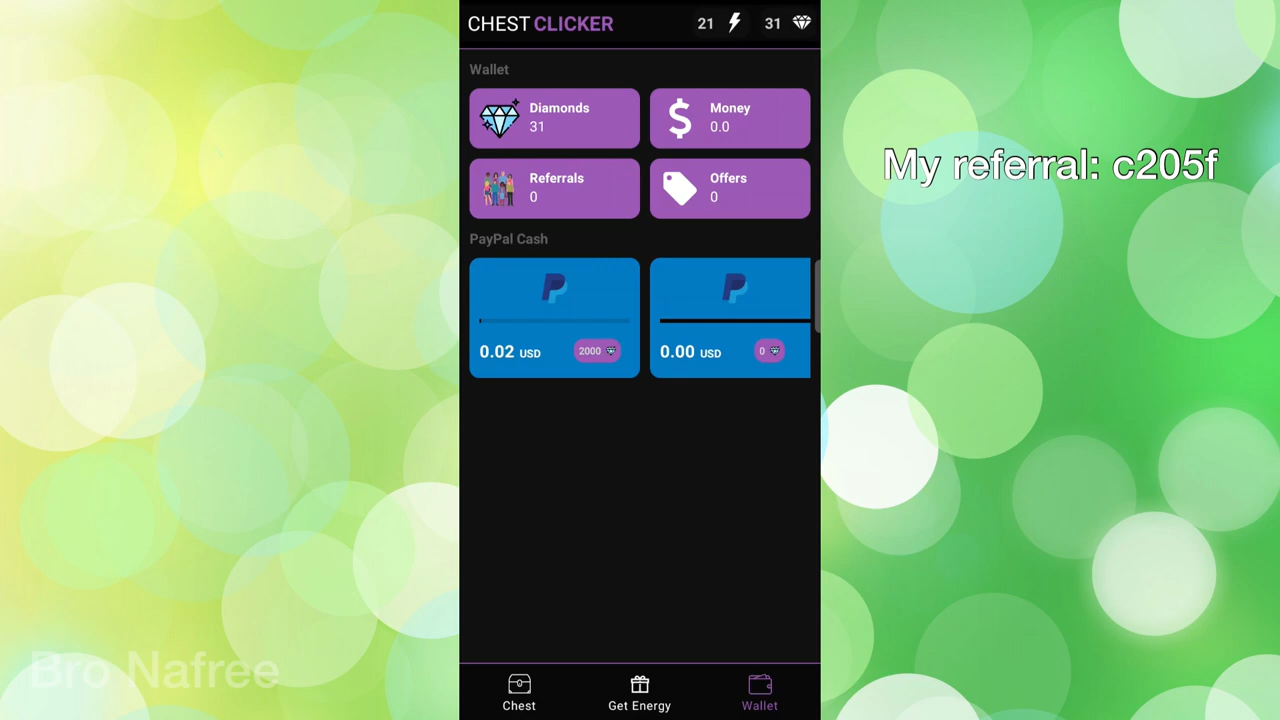 CHEST CLICKER 21 31
Wallet
Diamonds
31
Money
0.0
Referrals
0
Offers
0
PayPal Cash
0.02 USD 2000
0.00 USD 0
Chest
Get Energy
Wallet
My referral: c205f
Bro Nafree